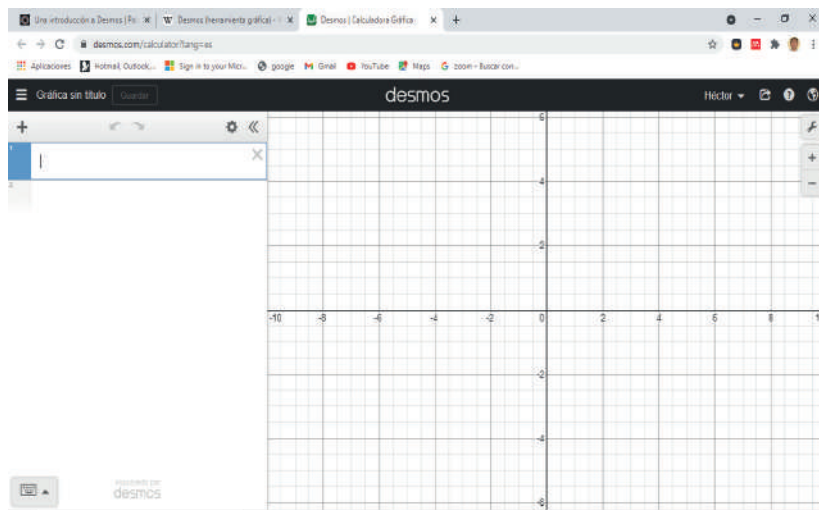 Una introducción a Desmos | Po
Desmos (herramienta gráfica) -
Desmos | Calculadora Gráfica
desmos.com/calculator?lang=es
Aplicaciones
Hotmail, Outlook,...
Sign in to your Micr...
google
Gmail
YouTube
Maps
zoom - Buscar con...
Gráfica sin título
Guardar
desmos
Héctor
1
2
desmos
6
4
2
-10 -8 -6 -4 -2 0 2 4 6 8 1
-2
-4
-6